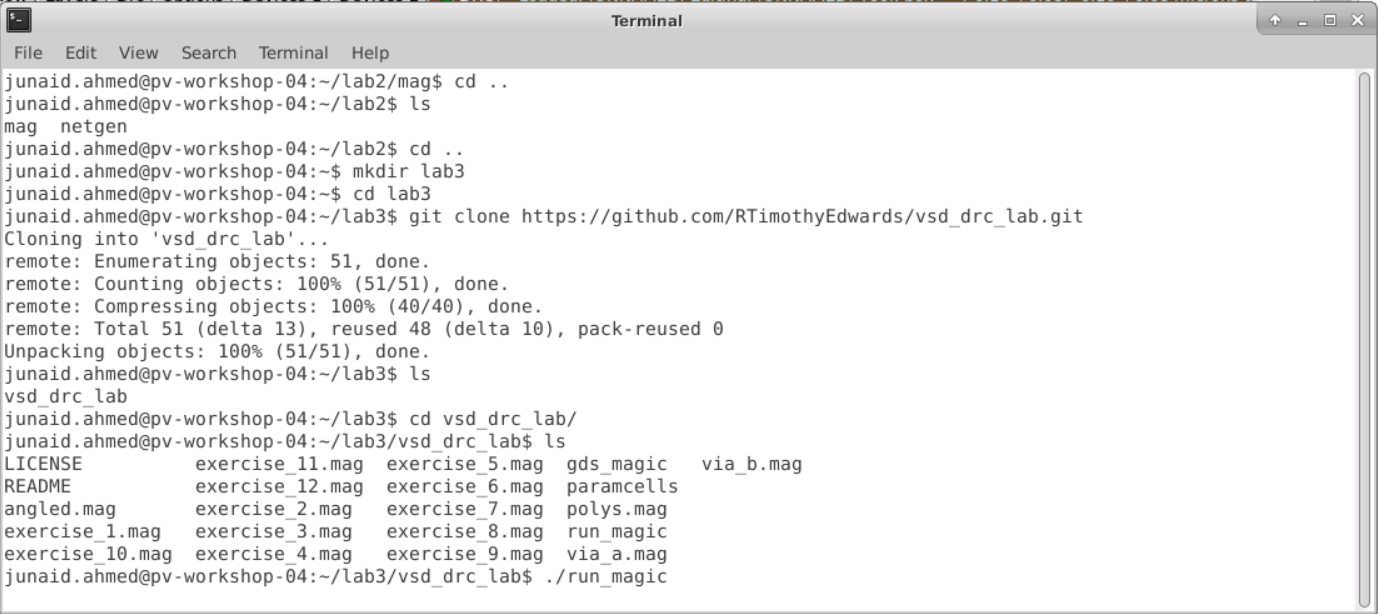 Terminal
File Edit View Search Terminal Help
junaid.ahmed@pv-workshop-04:~/lab2/mag$ cd ..
junaid.ahmed@pv-workshop-04:~/lab2$ ls
mag  netgen
junaid.ahmed@pv-workshop-04:~/lab2$ cd ..
junaid.ahmed@pv-workshop-04:~$ mkdir lab3
junaid.ahmed@pv-workshop-04:~$ cd lab3
junaid.ahmed@pv-workshop-04:~/lab3$ git clone https://github.com/RTimothyEdwards/vsd_drc_lab.git
Cloning into 'vsd_drc_lab'...
remote: Enumerating objects: 51, done.
remote: Counting objects: 100% (51/51), done.
remote: Compressing objects: 100% (40/40), done.
remote: Total 51 (delta 13), reused 48 (delta 10), pack-reused 0
Unpacking objects: 100% (51/51), done.
junaid.ahmed@pv-workshop-04:~/lab3$ ls
vsd_drc_lab
junaid.ahmed@pv-workshop-04:~/lab3$ cd vsd_drc_lab/
junaid.ahmed@pv-workshop-04:~/lab3/vsd_drc_lab$ ls
LICENSE          exercise_11.mag  exercise_5.mag  gds_magic   via_b.mag
README           exercise_12.mag  exercise_6.mag  paramcells
angled.mag       exercise_2.mag   exercise_7.mag  polys.mag
exercise_1.mag   exercise_3.mag   exercise_8.mag  run_magic
exercise_10.mag  exercise_4.mag   exercise_9.mag  via_a.mag
junaid.ahmed@pv-workshop-04:~/lab3/vsd_drc_lab$ ./run_magic